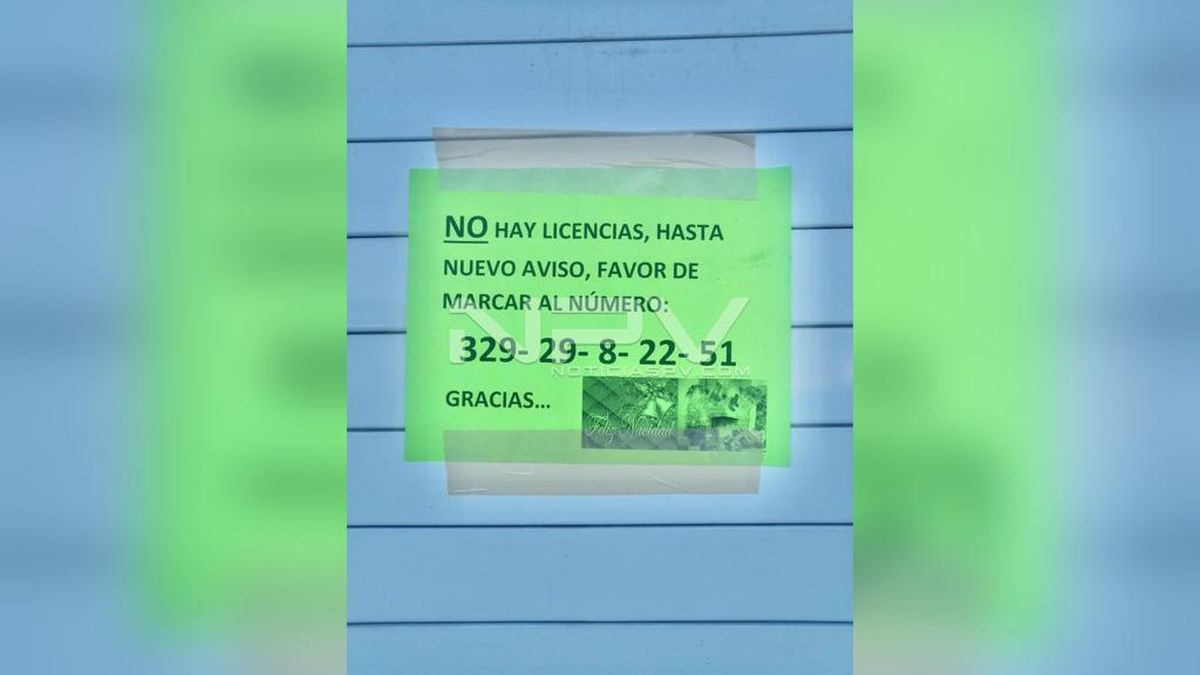 NO HAY LICENCIAS, HASTA
NUEVO AVISO, FAVOR DE
MARCAR AL NÚMERO:
NPV
329- 29- 8- 22- 51
NOTICIASPV.COM
GRACIAS...
Feliz Navidad